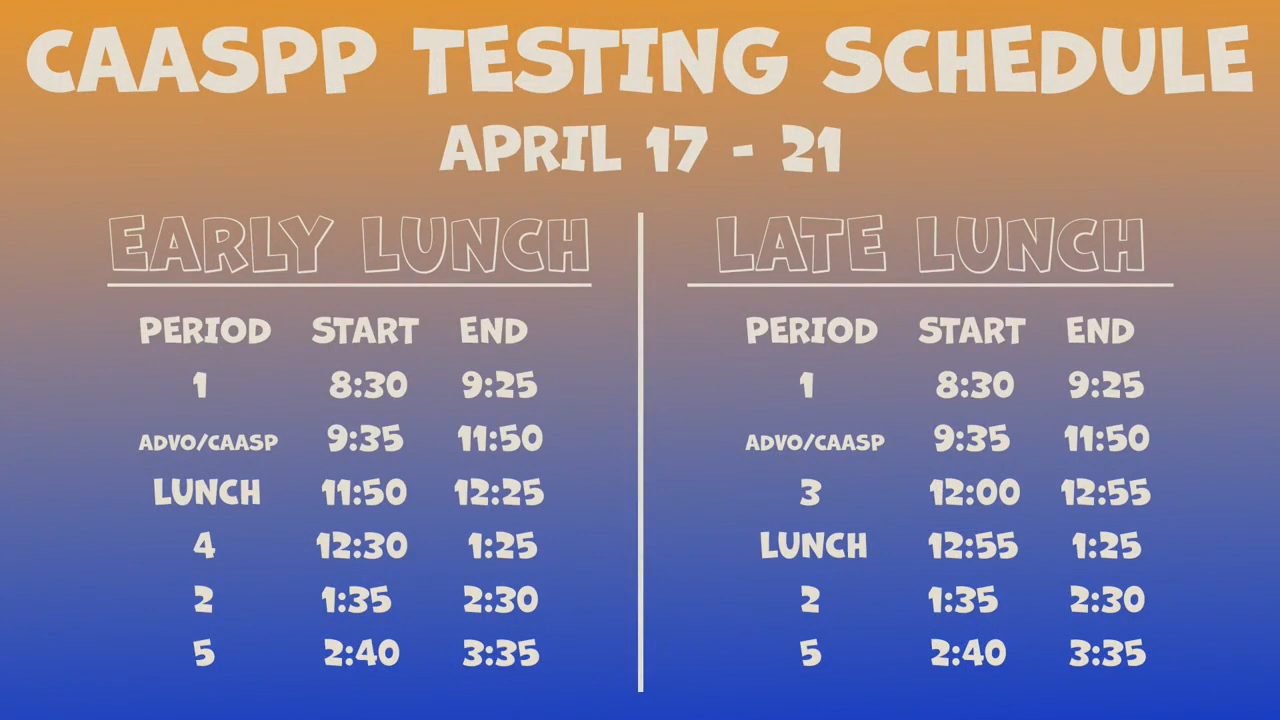 CAASPP TESTING SCHEDULE
APRIL 17 - 21
EARLY LUNCH
PERIOD START END
1 8:30 9:25
ADVO/CAASP 9:35 11:50
LUNCH 11:50 12:25
4 12:30 1:25
2 1:35 2:30
5 2:40 3:35
LATE LUNCH
PERIOD START END
1 8:30 9:25
ADVO/CAASP 9:35 11:50
3 12:00 12:55
LUNCH 12:55 1:25
2 1:35 2:30
5 2:40 3:35